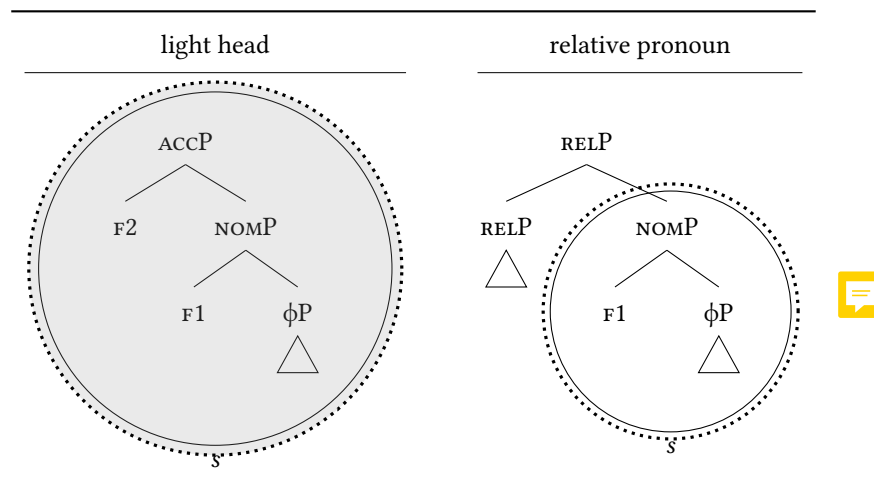 light head relative pronoun
ACCP RELP
F2 NOMP RELP NOMP
F1 ϕP F1 ϕP
s s